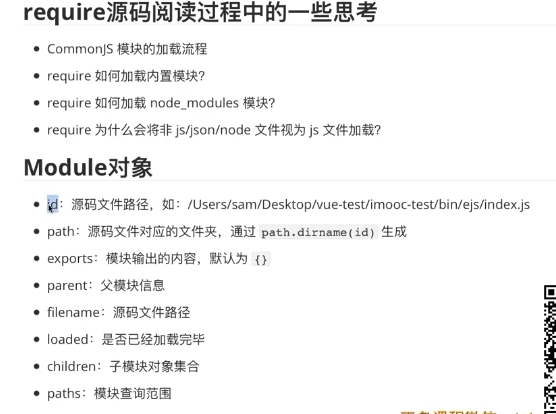 require源码阅读过程中的一些思考
CommonJS 模块的加载流程
require 如何加载内置模块？
require 如何加载 node_modules 模块？
require 为什么会将非 js/json/node 文件视为 js 文件加载？
Module对象
id：源码文件路径，如：/Users/sam/Desktop/vue-test/imooc-test/bin/ejs/index.js
path：源码文件对应的文件夹，通过 path.dirname(id) 生成
exports：模块输出的内容，默认为 {}
parent：父模块信息
filename：源码文件路径
loaded：是否已经加载完毕
children：子模块对象集合
paths：模块查询范围